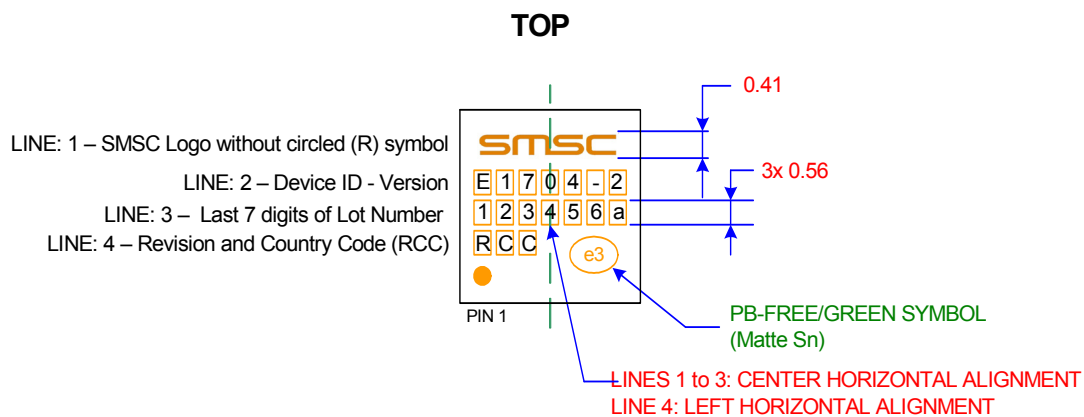 TOP
0.41
LINE: 1 – SMSC Logo without circled (R) symbol
SMSC
3x 0.56
LINE: 2 – Device ID - Version
E1704-2
LINE: 3 – Last 7 digits of Lot Number
123456a
LINE: 4 – Revision and Country Code (RCC)
RCC
e3
PIN 1
PB-FREE/GREEN SYMBOL
(Matte Sn)
LINES 1 to 3: CENTER HORIZONTAL ALIGNMENT
LINE 4: LEFT HORIZONTAL ALIGNMENT